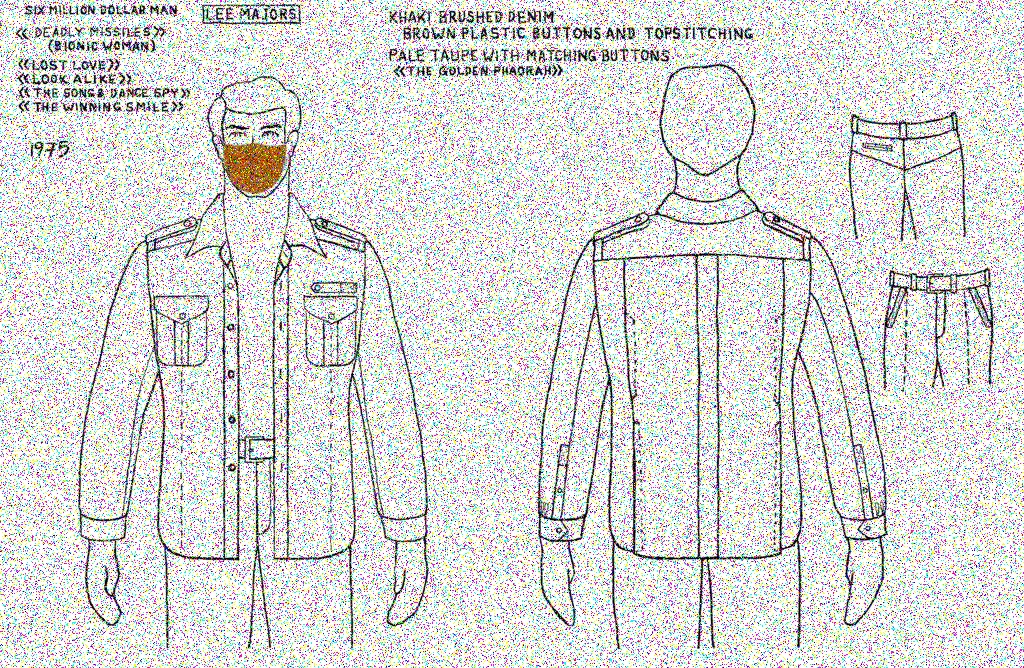 SIX MILLION DOLLAR MAN
LEE MAJORS
«DEADLY MISSILES»
(BIONIC WOMAN)
«LOST LOVE»
«LOOK ALIKE»
«THE SONG & DANCE SPY»
«THE WINNING SMILE»
1975
KHAKI BRUSHED DENIM
BROWN PLASTIC BUTTONS AND TOPSTITCHING
PALE TAUPE WITH MATCHING BUTTONS
«THE GOLDEN PHAORAH»